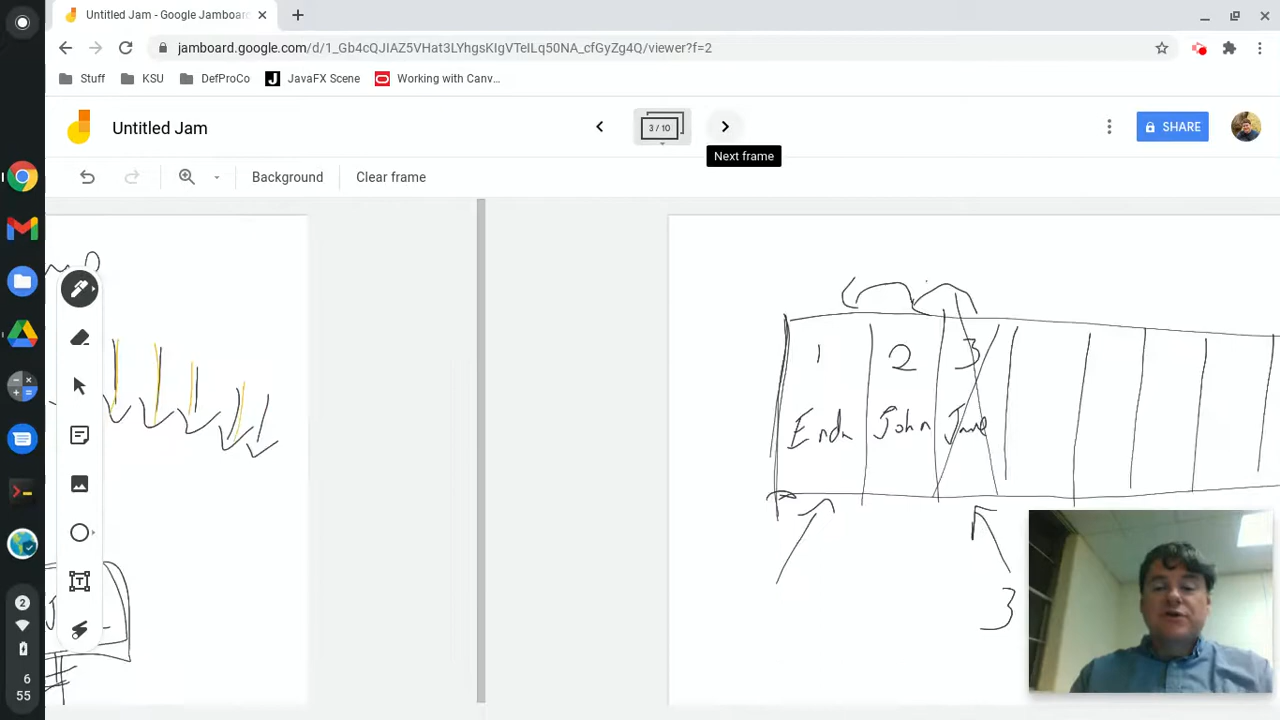 Untitled Jam - Google Jamboard
jamboard.google.com/d/1_Gb4cQJIAZ5VHat3LYhgsKIgVTeILq50NA_cfGyZg4Q/viewer?f=2
Stuff KSU DefProCo JavaFX Scene Working with Canv...
Untitled Jam
3 / 10
SHARE
Next frame
Background Clear frame
1 2 3
John Jane
3
2
6
55